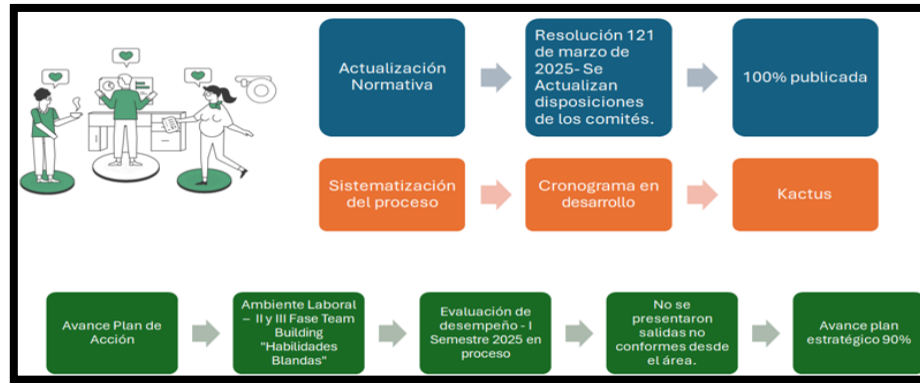 Actualización
Normativa
Resolución 121
de marzo de
2025- Se
Actualizan
disposiciones
de los comités.
100% publicada
Sistematización
del proceso
Cronograma en
desarrollo
Kactus
Avance Plan de
Acción
Ambiente Laboral
– II y III Fase Team
Building
"Habilidades
Blandas"
Evaluación de
desempeño - I
Semestre 2025 en
proceso
No se
presentaron
salidas no
conformes desde
el área.
Avance plan
estratégico 90%